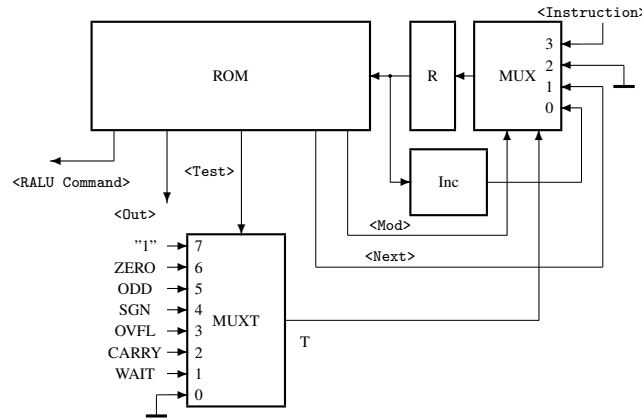 <Instruction>
ROM
R
MUX
3
2
1
0
Inc
<RALU Command>
<Test>
<Out>
<Mod>
<Next>
"1" 7
ZERO 6
ODD 5
SGN 4
OVFL 3
CARRY 2
WAIT 1
0
MUXT
T